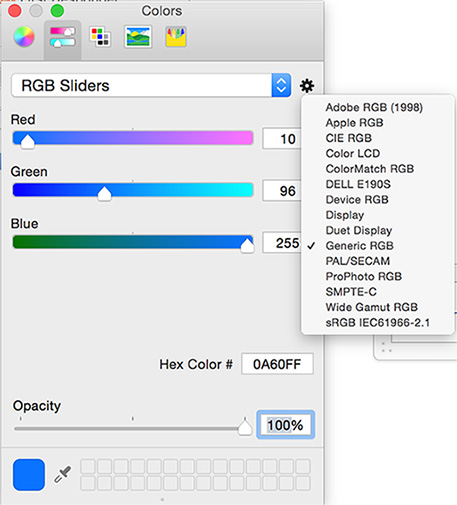 Colors
RGB Sliders
Red
10
Green
96
Blue
255
Adobe RGB (1998)
Apple RGB
CIE RGB
Color LCD
ColorMatch RGB
DELL E190S
Device RGB
Display
Duet Display
✓ Generic RGB
PAL/SECAM
ProPhoto RGB
SMPTE-C
Wide Gamut RGB
sRGB IEC61966-2.1
Hex Color # 0A60FF
Opacity
100%